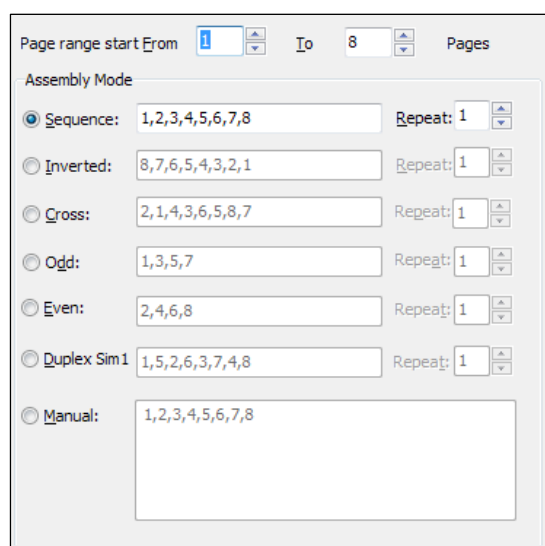 Page range start From 1 To 8 Pages
Assembly Mode
Sequence: 1,2,3,4,5,6,7,8 Repeat: 1
Inverted: 8,7,6,5,4,3,2,1 Repeat: 1
Cross: 2,1,4,3,6,5,8,7 Repeat: 1
Odd: 1,3,5,7 Repeat: 1
Even: 2,4,6,8 Repeat: 1
Duplex Sim1 1,5,2,6,3,7,4,8 Repeat: 1
Manual: 1,2,3,4,5,6,7,8